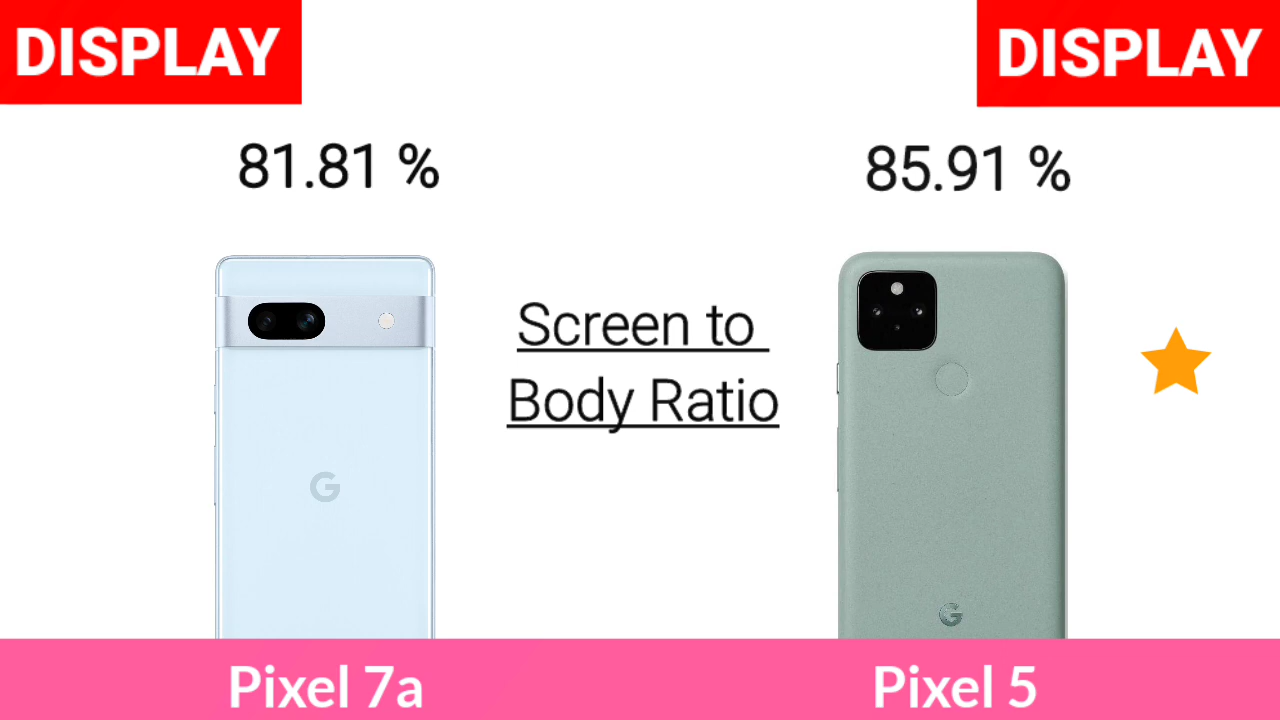 DISPLAY
DISPLAY
81.81 %
85.91 %
Screen to
Body Ratio
G
G
Pixel 7a
Pixel 5